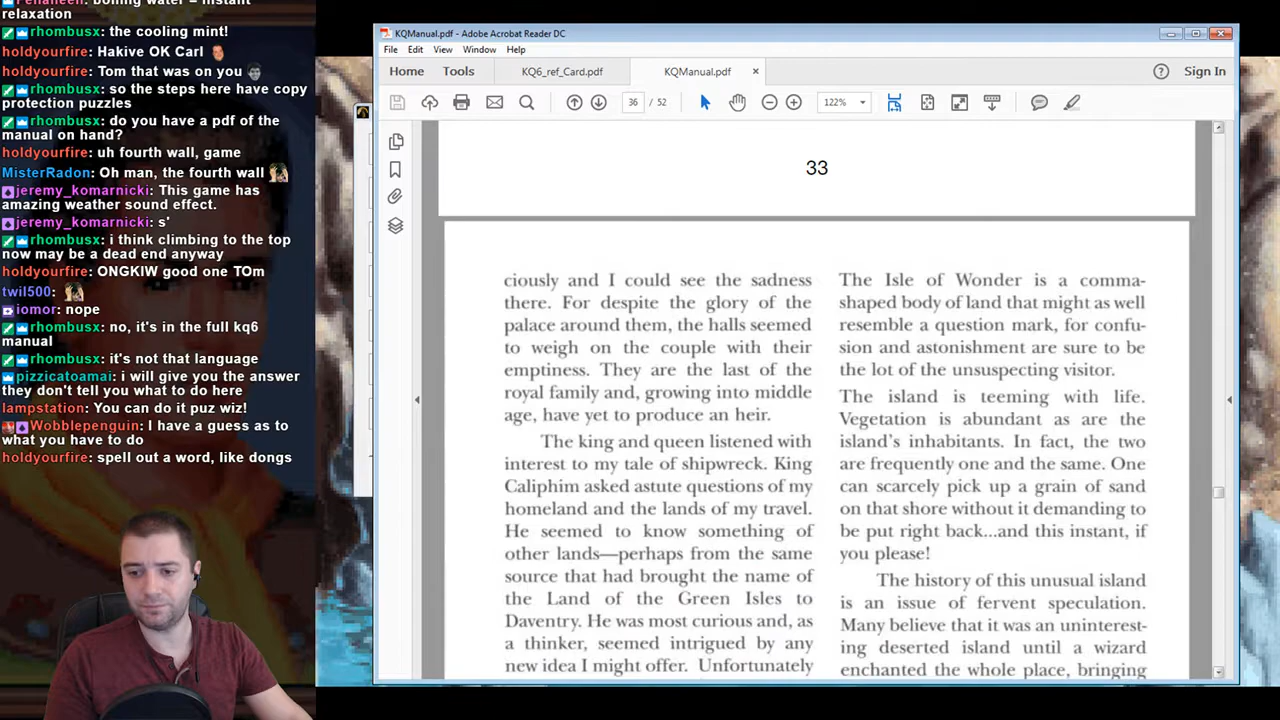 relaxation
rhombusx: the cooling mint!
holdyourfire: Hakive OK Carl
holdyourfire: Tom that was on you
rhombusx: so the steps here have copy
protection puzzles
rhombusx: do you have a pdf of the
manual on hand?
holdyourfire: uh fourth wall, game
MisterRadon: Oh man, the fourth wall
jeremy_komarnicki: This game has
amazing weather sound effect.
jeremy_komarnicki: s'
rhombusx: i think climbing to the top
now may be a dead end anyway
holdyourfire: ONGKIW good one TOm
twil500:
iomor: nope
rhombusx: no, it's in the full kq6
manual
rhombusx: it's not that language
pizzicatoamai: i will give you the answer
they don't tell you what to do here
lampstation: You can do it puz wiz!
Wobblepenguin: I have a guess as to
what you have to do
holdyourfire: spell out a word, like dongs
KQManual.pdf - Adobe Acrobat Reader DC
File Edit View Window Help
Home Tools KQ6_ref_Card.pdf KQManual.pdf × Sign In
36 / 52 122%
33
ciously and I could see the sadness
there. For despite the glory of the
palace around them, the halls seemed
to weigh on the couple with their
emptiness. They are the last of the
royal family and, growing into middle
age, have yet to produce an heir.
The king and queen listened with
interest to my tale of shipwreck. King
Caliphim asked astute questions of my
homeland and the lands of my travel.
He seemed to know something of
other lands—perhaps from the same
source that had brought the name of
the Land of the Green Isles to
Daventry. He was most curious and, as
a thinker, seemed intrigued by any
new idea I might offer. Unfortunately
The Isle of Wonder is a comma-
shaped body of land that might as well
resemble a question mark, for confu-
sion and astonishment are sure to be
the lot of the unsuspecting visitor.
The island is teeming with life.
Vegetation is abundant as are the
island's inhabitants. In fact, the two
are frequently one and the same. One
can scarcely pick up a grain of sand
on that shore without it demanding to
be put right back...and this instant, if
you please!
The history of this unusual island
is an issue of fervent speculation.
Many believe that it was an uninterest-
ing deserted island until a wizard
enchanted the whole place, bringing